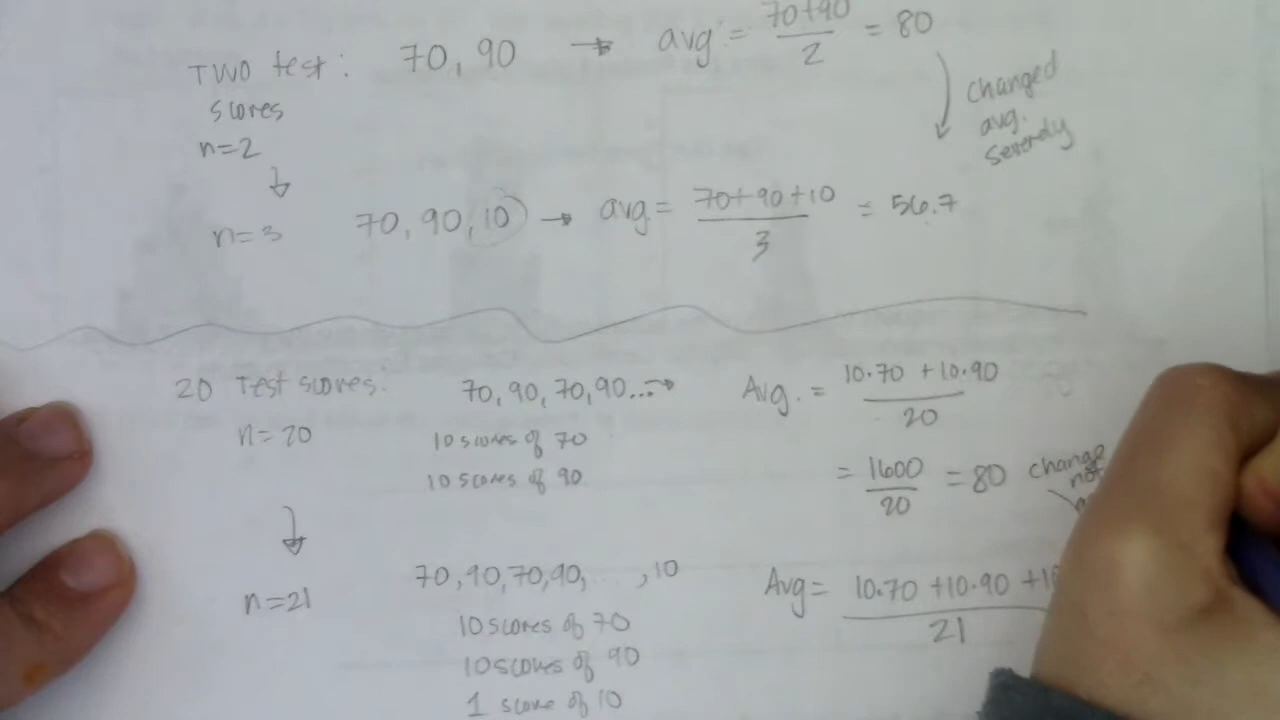 TWO test: 70, 90 → avg = 70+90 / 2 = 80
scores
n=2
changed
avg.
severely
n=3 70, 90, 10 → avg = 70+90+10 / 3 = 56.7
20 Test scores: 70, 90, 70, 90...→ Avg. = 10·70 + 10·90 / 20
n=20
10 scores of 70
10 scores of 90
= 1600 / 20 = 80
change
not
n=21 70, 90, 70, 90, ... , 10 Avg = 10·70 + 10·90 + / 21
10 scores of 70
10 scores of 90
1 score of 10